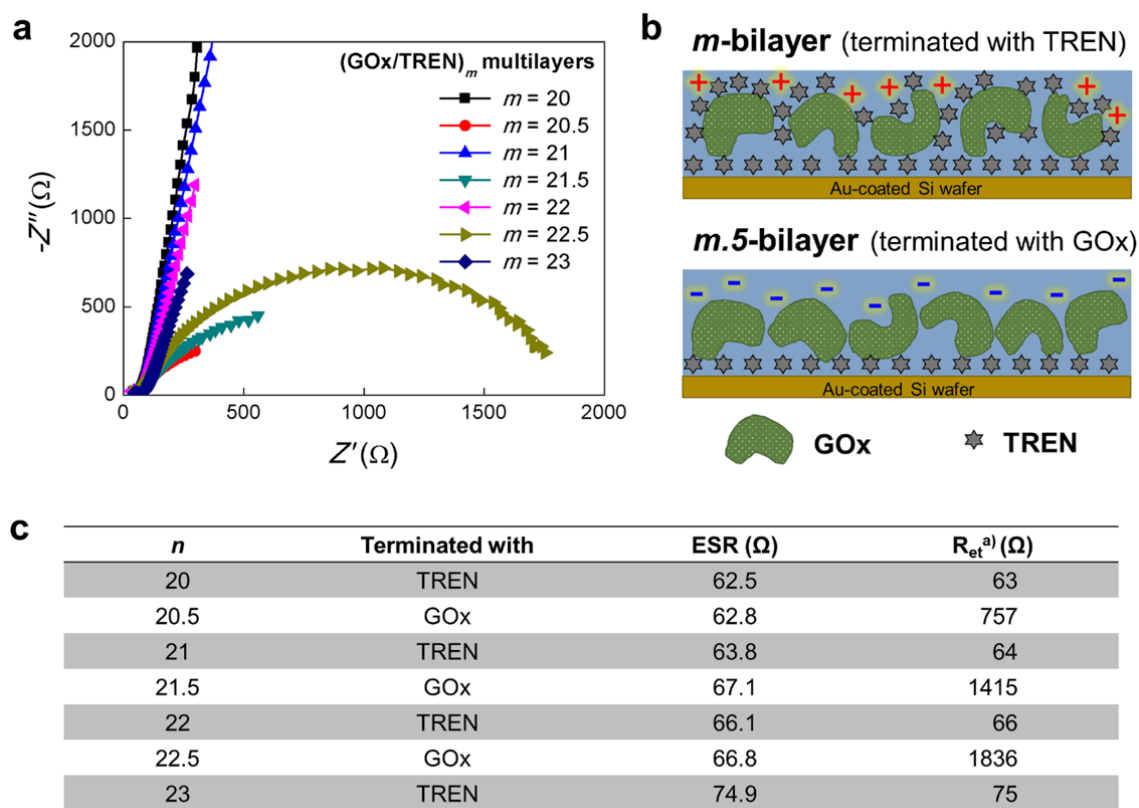 a
2000
1500
1000
500
0
-Z″(Ω)
0
500
1000
1500
2000
Z′(Ω)
(GOx/TREN)m multilayers
m = 20
m = 20.5
m = 21
m = 21.5
m = 22
m = 22.5
m = 23
b
m-bilayer (terminated with TREN)
+ + + + + + +
Au-coated Si wafer
m.5-bilayer (terminated with GOx)
- - - - - - - -
Au-coated Si wafer
GOx
TREN
c
n Terminated with ESR (Ω) Reta) (Ω)
20 TREN 62.5 63
20.5 GOx 62.8 757
21 TREN 63.8 64
21.5 GOx 67.1 1415
22 TREN 66.1 66
22.5 GOx 66.8 1836
23 TREN 74.9 75